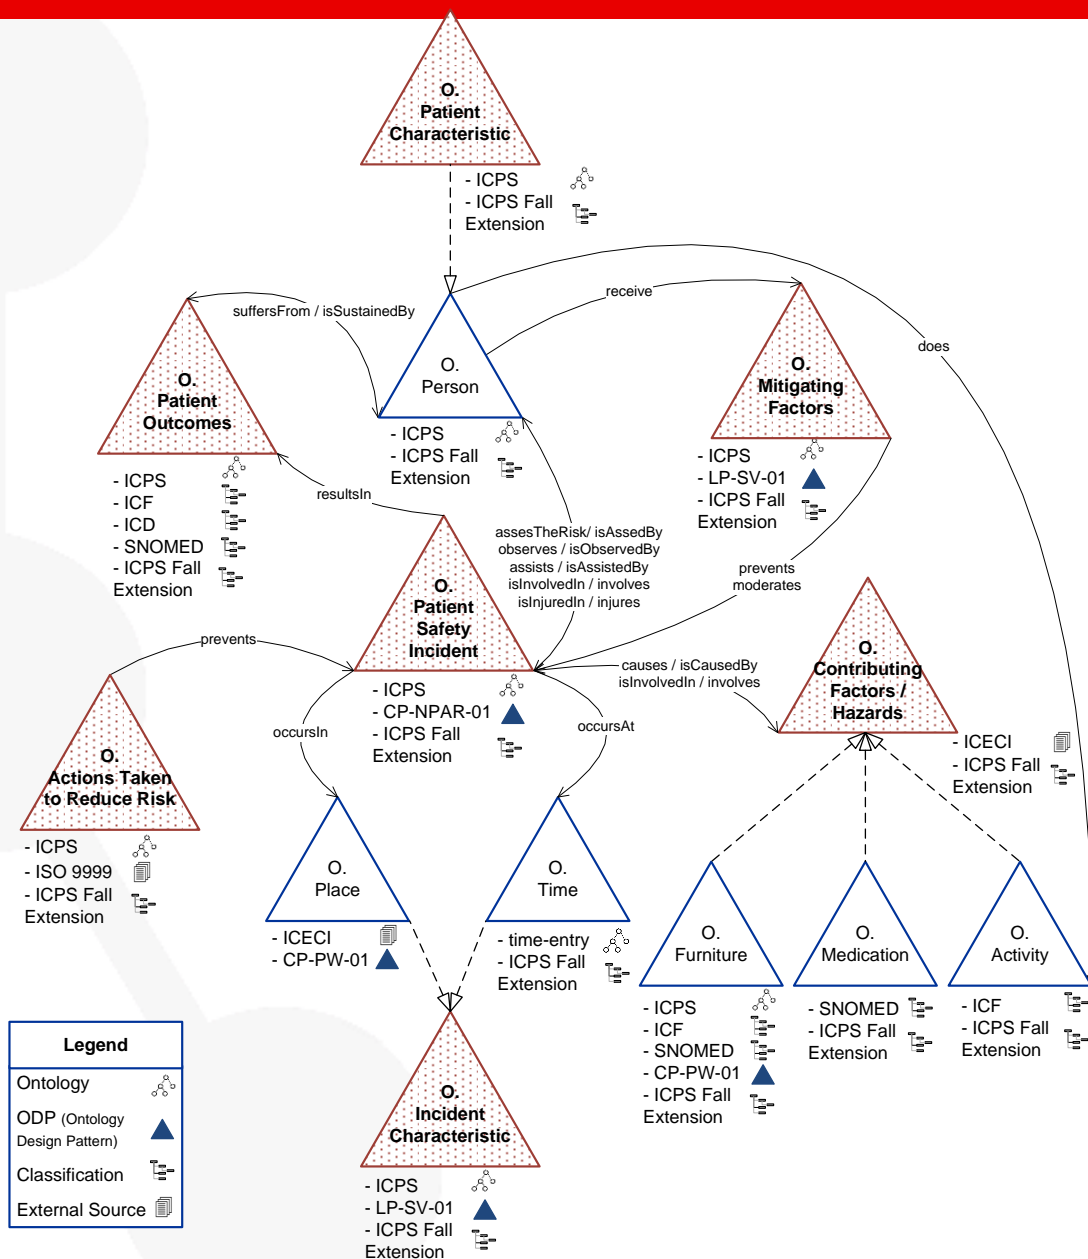 O.
Patient
Characteristic
- ICPS
- ICPS Fall
Extension
suffersFrom / isSustainedBy
receive
does
O.
Patient
Outcomes
- ICPS
- ICF
- ICD
- SNOMED
- ICPS Fall
Extension
O.
Person
- ICPS
- ICPS Fall
Extension
O.
Mitigating
Factors
- ICPS
- LP-SV-01
- ICPS Fall
Extension
resultsIn
assesTheRisk/ isAssedBy
observes / isObservedBy
assists / isAssistedBy
isInvolvedIn / involves
isInjuredIn / injures
prevents
moderates
O.
Patient
Safety
Incident
- ICPS
- CP-NPAR-01
- ICPS Fall
Extension
prevents
causes / isCausedBy
isInvolvedIn / involves
O.
Contributing
Factors /
Hazards
- ICECI
- ICPS Fall
Extension
O.
Actions Taken
to Reduce Risk
- ICPS
- ISO 9999
- ICPS Fall
Extension
occursIn
occursAt
O.
Place
- ICECI
- CP-PW-01
O.
Time
- time-entry
- ICPS Fall
Extension
O.
Furniture
- ICPS
- ICF
- SNOMED
- CP-PW-01
- ICPS Fall
Extension
O.
Medication
- SNOMED
- ICPS Fall
Extension
O.
Activity
- ICF
- ICPS Fall
Extension
O.
Incident
Characteristic
- ICPS
- LP-SV-01
- ICPS Fall
Extension
Legend
Ontology
ODP (Ontology
Design Pattern)
Classification
External Source